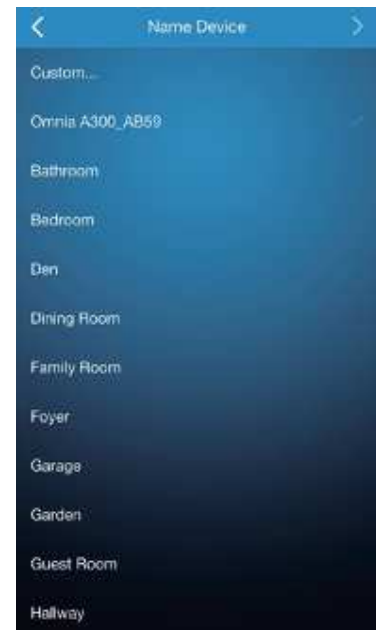 Name Device
Custom...
Omnia A300_AB59
Bathroom
Bedroom
Den
Dining Room
Family Room
Foyer
Garage
Garden
Guest Room
Hallway